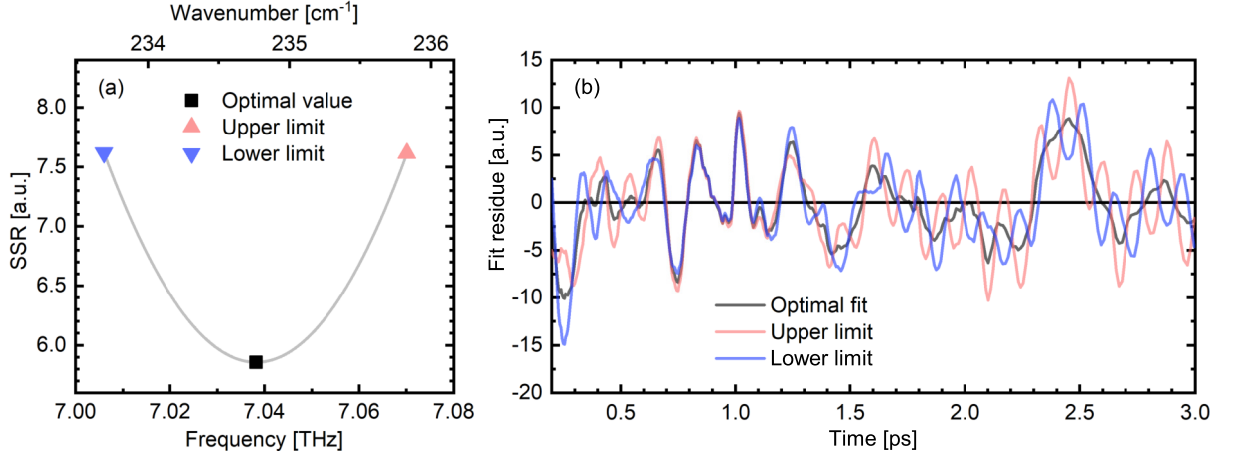 Wavenumber [cm-1]
234 235 236
(a)
Optimal value
Upper limit
Lower limit
8.0
7.5
7.0
6.5
6.0
SSR [a.u.]
7.00 7.02 7.04 7.06 7.08
Frequency [THz]
(b)
15
10
5
0
-5
-10
-15
-20
Fit residue [a.u.]
Optimal fit
Upper limit
Lower limit
0.5 1.0 1.5 2.0 2.5 3.0
Time [ps]